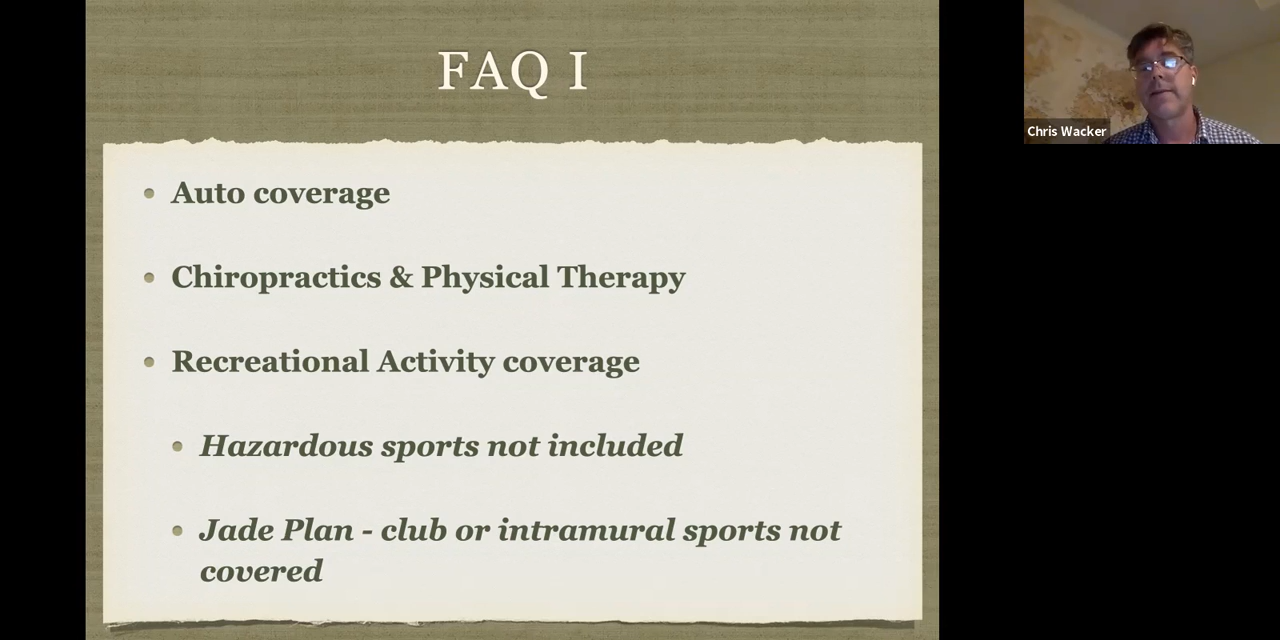 FAQ I
Auto coverage
Chiropractics & Physical Therapy
Recreational Activity coverage
Hazardous sports not included
Jade Plan - club or intramural sports not
covered
Chris Wacker